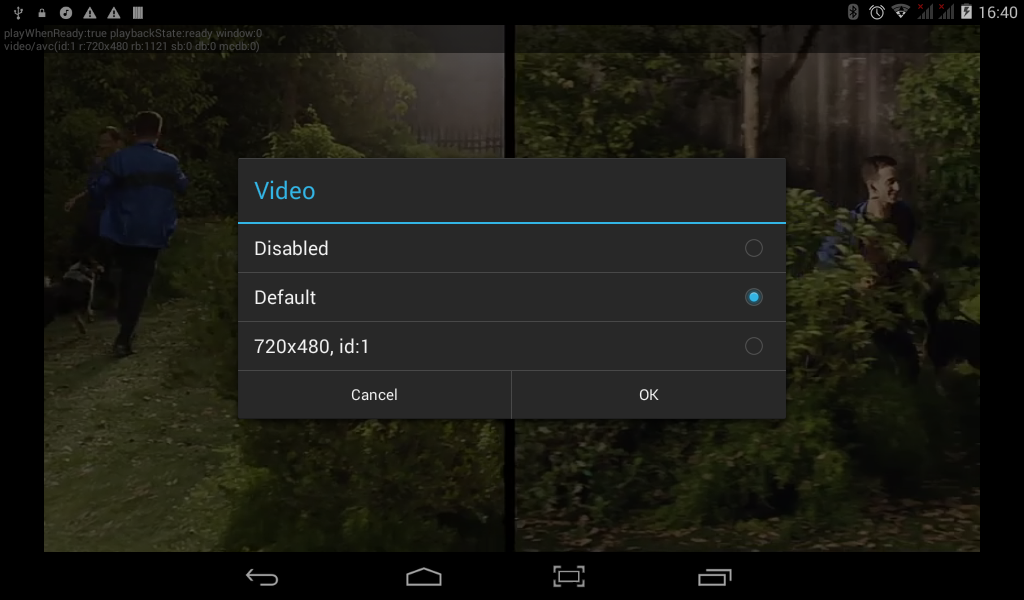 16:40
playWhenReady:true playbackState:ready window:0
video/avc(id:1 r:720x480 rb:1121 sb:0 db:0 mcdb:0)
Video
Disabled
Default
720x480, id:1
Cancel OK